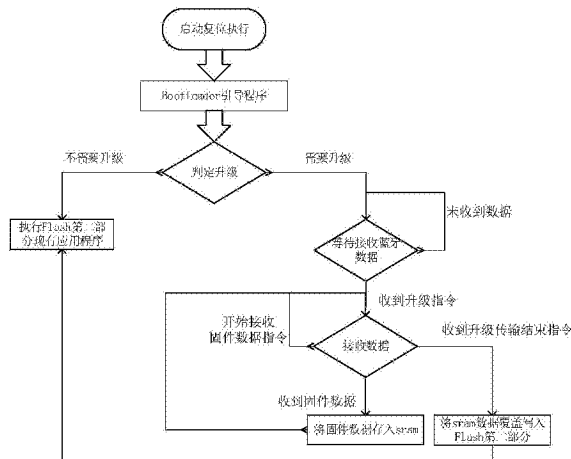 启动复位执行
Bootloador引导程序
不需要升级
需要升级
判定升级
未收到数据
执行Flash第二部
分现有应用程序
等待接收蓝牙
数据
收到升级指令
开始接收
固件数据指令
收到升级传输结束指令
接收数据
收到固件数据
将固件数据存入sram
将sram数据覆盖写入
Flash第二部分